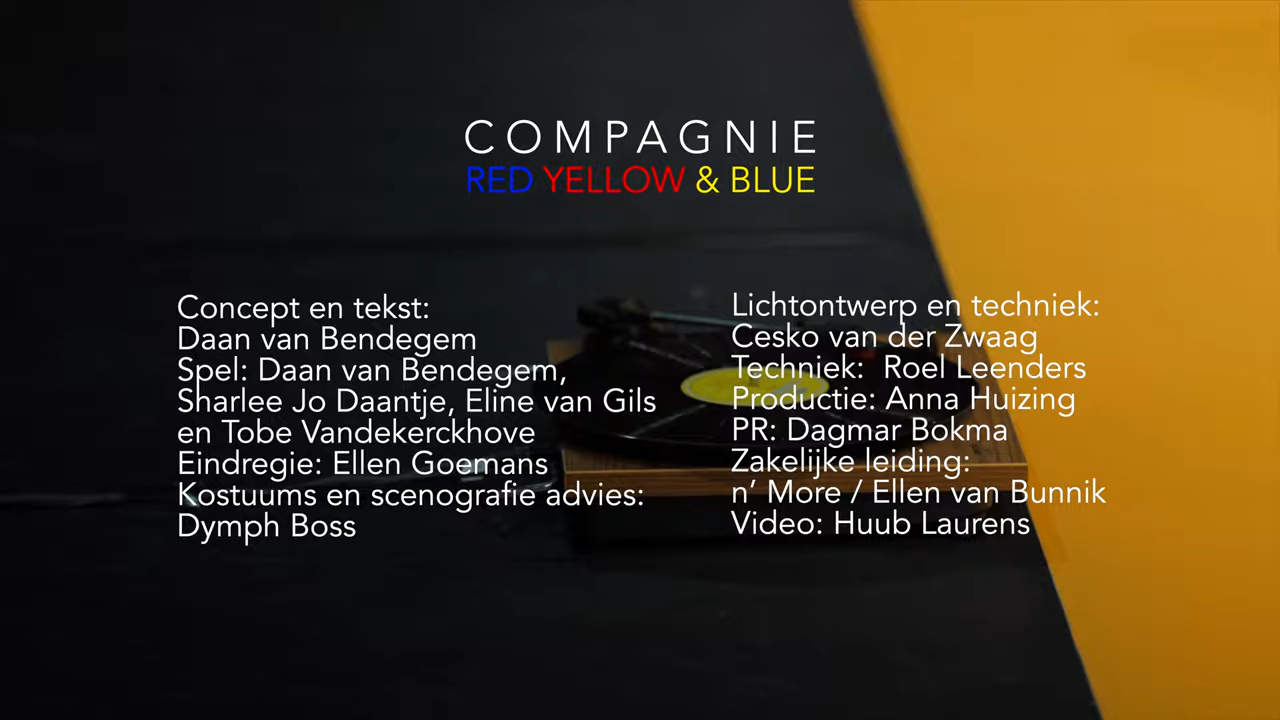 COMPAGNIE
RED YELLOW & BLUE
Concept en tekst:
Daan van Bendegem
Spel: Daan van Bendegem,
Sharlee Jo Daantje, Eline van Gils
en Tobe Vandekerckhove
Eindregie: Ellen Goemans
Kostuums en scenografie advies:
Dymph Boss
Lichtontwerp en techniek:
Cesko van der Zwaag
Techniek: Roel Leenders
Productie: Anna Huizing
PR: Dagmar Bokma
Zakelijke leiding:
n’ More / Ellen van Bunnik
Video: Huub Laurens